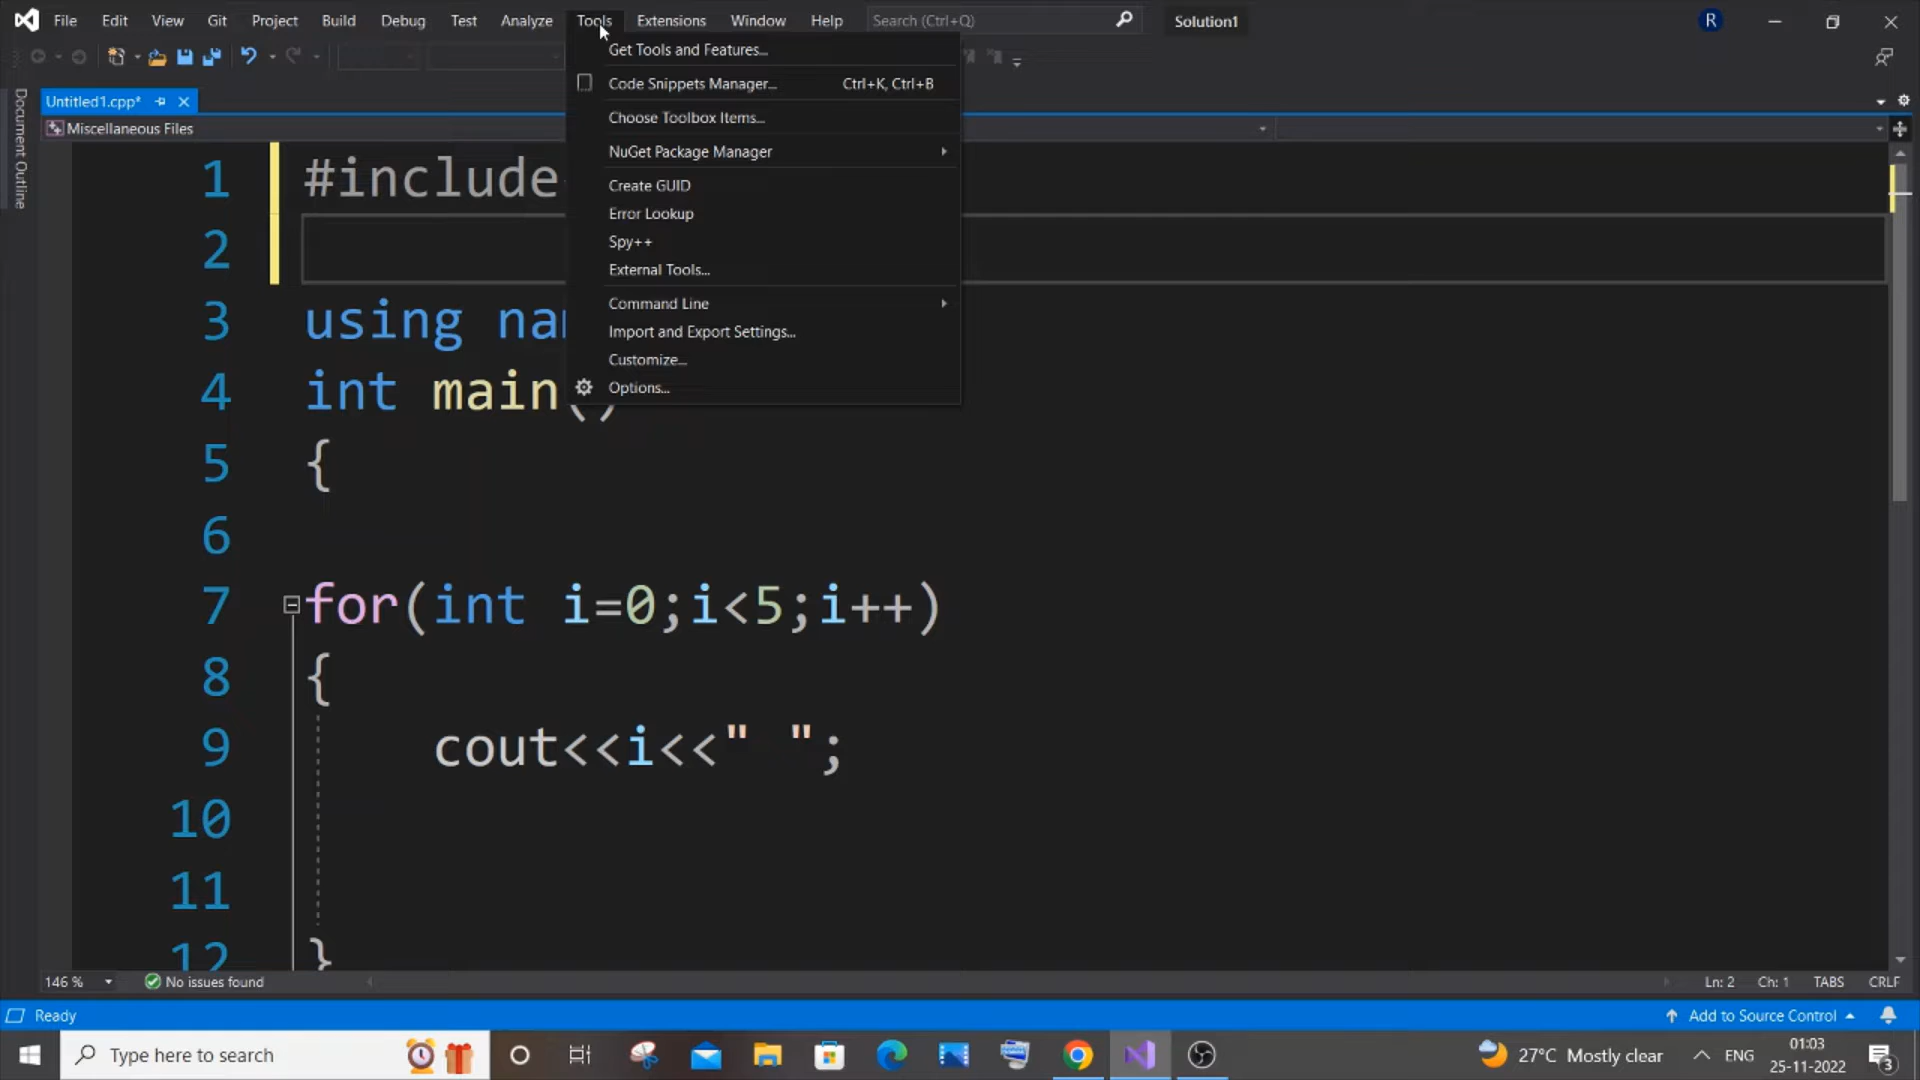 File Edit View Git Project Build Debug Test Analyze Tools Extensions Window Help Search (Ctrl+Q) Solution1 R
Get Tools and Features...
Code Snippets Manager... Ctrl+K, Ctrl+B
Choose Toolbox Items...
NuGet Package Manager
Create GUID
Error Lookup
Spy++
External Tools...
Command Line
Import and Export Settings...
Customize...
Options...
Document Outline
Untitled1.cpp*
Miscellaneous Files
1 #include
2
3 using na
4 int main()
5 {
6
7 for(int i=0;i<5;i++)
8 {
9 cout<<i<<" ";
10
11
12 }
146 % No issues found Ln: 2 Ch: 1 TABS CRLF
Ready Add to Source Control
Type here to search 27°C Mostly clear ENG 01:03
25-11-2022 3